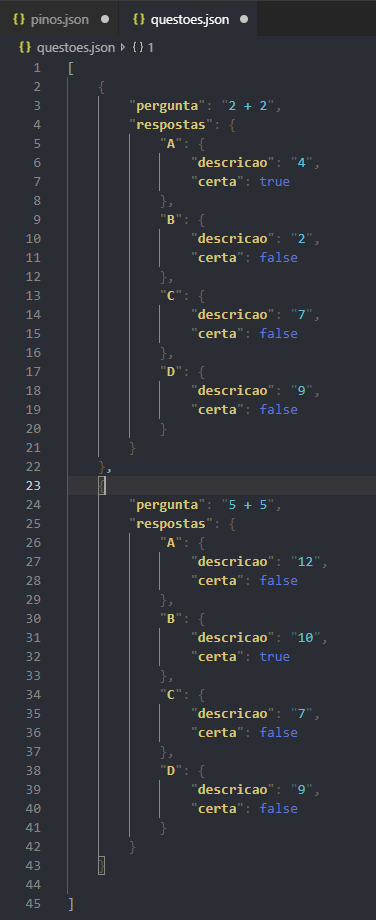 {} pinos.json ●
{} questoes.json ●
{} questoes.json > {} 1
1 [
2 {
3 "pergunta": "2 + 2",
4 "respostas": {
5 "A": {
6 "descricao": "4",
7 "certa": true
8 },
9 "B": {
10 "descricao": "2",
11 "certa": false
12 },
13 "C": {
14 "descricao": "7",
15 "certa": false
16 },
17 "D": {
18 "descricao": "9",
19 "certa": false
20 }
21 }
22 },
23 {
24 "pergunta": "5 + 5",
25 "respostas": {
26 "A": {
27 "descricao": "12",
28 "certa": false
29 },
30 "B": {
31 "descricao": "10",
32 "certa": true
33 },
34 "C": {
35 "descricao": "7",
36 "certa": false
37 },
38 "D": {
39 "descricao": "9",
40 "certa": false
41 }
42 }
43 }
44
45 ]